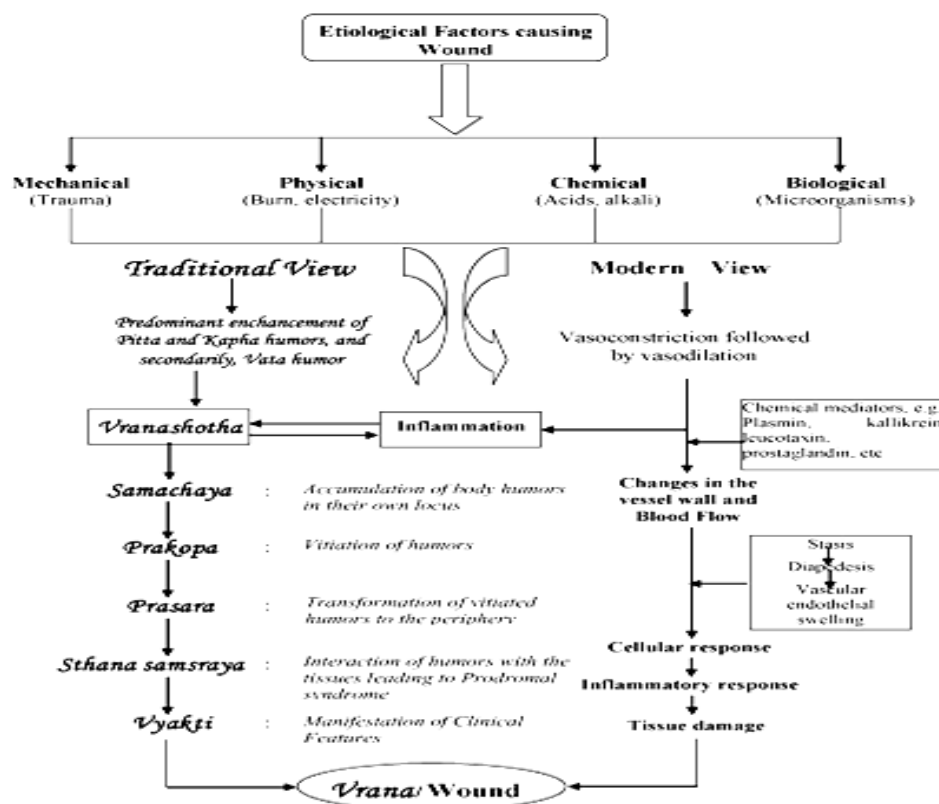 Etiological Factors causing
Wound
Mechanical
(Trauma)
Physical
(Burn, electricity)
Chemical
(Acids, alkali)
Biological
(Microorganisms)
Traditional View
Predominant enchancement of
Pitta and Kapha humors, and
secondarily, Vata humor
Modern View
Vasoconstriction followed
by vasodilation
Vranashotha
Inflammation
Chemical mediators, e.g.
Plasmin, kallikrein
leucotaxin,
prostaglandin, etc
Samachaya : Accumulation of body humors
in their own locus
Prakopa : Vitiation of humors
Prasara : Transformation of vitiated
humors to the periphery
Sthana samsraya : Interaction of humors with the
tissues leading to Prodromal
syndrome
Vyakti : Manifestation of Clinical
Features
Changes in the
vessel wall and
Blood Flow
Stasis
Diapedesis
Vascular
endothelial
swelling
Cellular response
Inflammatory response
Tissue damage
Vrana/ Wound